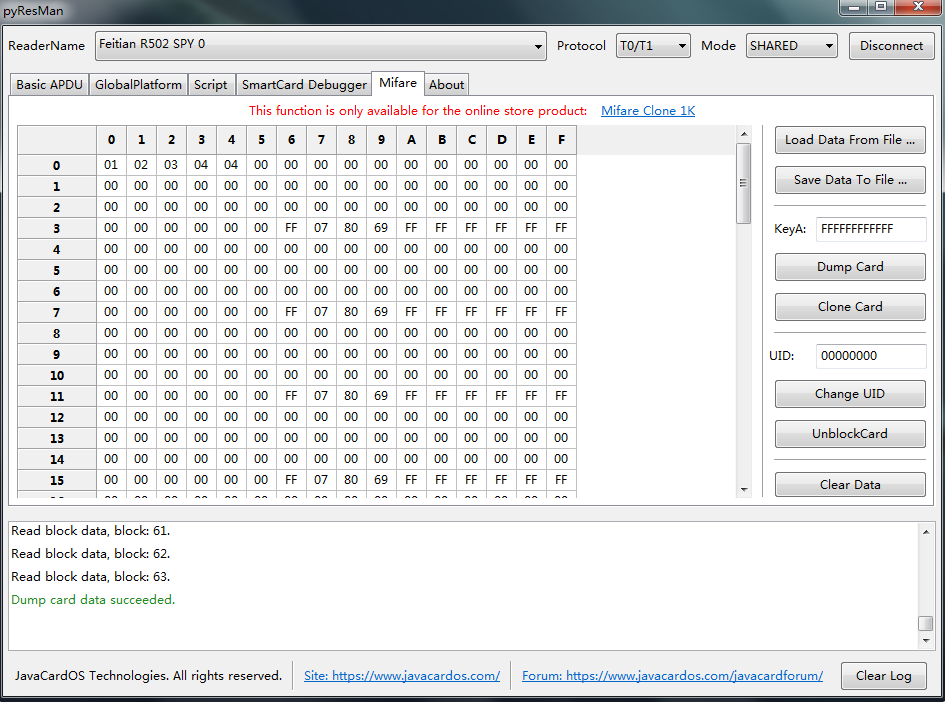 pyResMan
ReaderName Feitian R502 SPY 0 Protocol T0/T1 Mode SHARED Disconnect
Basic APDU GlobalPlatform Script SmartCard Debugger Mifare About
This function is only available for the online store product: Mifare Clone 1K
0 1 2 3 4 5 6 7 8 9 A B C D E F
0 01 02 03 04 04 00 00 00 00 00 00 00 00 00 00 00
1 00 00 00 00 00 00 00 00 00 00 00 00 00 00 00 00
2 00 00 00 00 00 00 00 00 00 00 00 00 00 00 00 00
3 00 00 00 00 00 00 FF 07 80 69 FF FF FF FF FF FF
4 00 00 00 00 00 00 00 00 00 00 00 00 00 00 00 00
5 00 00 00 00 00 00 00 00 00 00 00 00 00 00 00 00
6 00 00 00 00 00 00 00 00 00 00 00 00 00 00 00 00
7 00 00 00 00 00 00 FF 07 80 69 FF FF FF FF FF FF
8 00 00 00 00 00 00 00 00 00 00 00 00 00 00 00 00
9 00 00 00 00 00 00 00 00 00 00 00 00 00 00 00 00
10 00 00 00 00 00 00 00 00 00 00 00 00 00 00 00 00
11 00 00 00 00 00 00 FF 07 80 69 FF FF FF FF FF FF
12 00 00 00 00 00 00 00 00 00 00 00 00 00 00 00 00
13 00 00 00 00 00 00 00 00 00 00 00 00 00 00 00 00
14 00 00 00 00 00 00 00 00 00 00 00 00 00 00 00 00
15 00 00 00 00 00 00 FF 07 80 69 FF FF FF FF FF FF
Load Data From File ...
Save Data To File ...
KeyA: FFFFFFFFFFFF
Dump Card
Clone Card
UID: 00000000
Change UID
UnblockCard
Clear Data
Read block data, block: 61.
Read block data, block: 62.
Read block data, block: 63.
Dump card data succeeded.
JavaCardOS Technologies. All rights reserved. Site: https://www.javacardos.com/ Forum: https://www.javacardos.com/javacardforum/ Clear Log